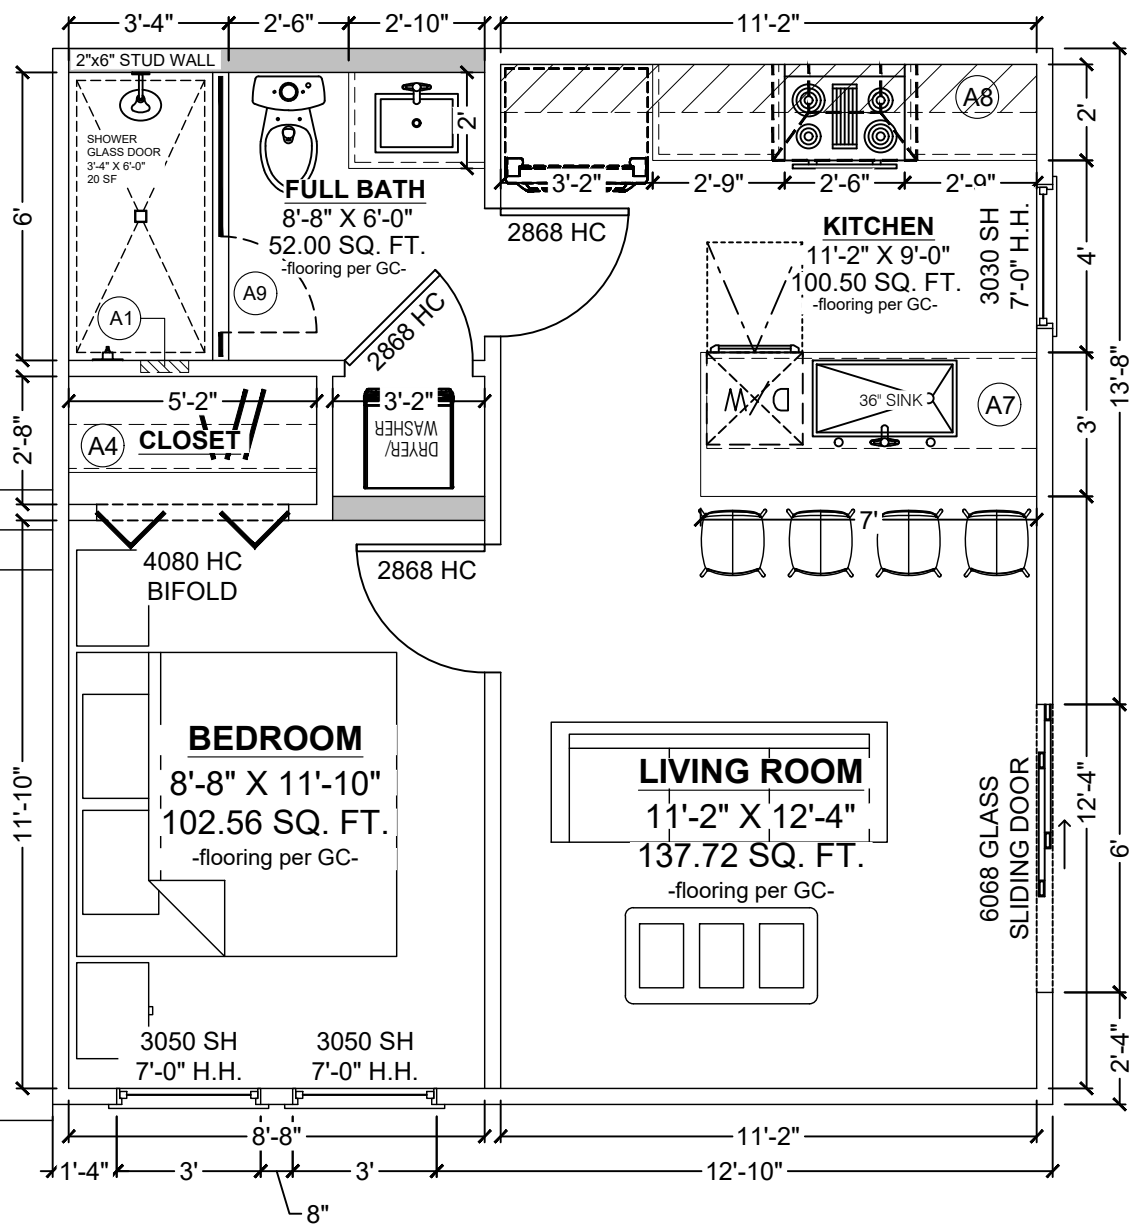 3'-4"
2'-6"
2'-10"
11'-2"
2"x6" STUD WALL
SHOWER
GLASS DOOR
3'-4" X 6'-0"
20 SF
6'
2'
A8
2'
FULL BATH
8'-8" X 6'-0"
52.00 SQ. FT.
-flooring per GC-
3'-2"
2'-9"
2'-6"
2'-9"
2868 HC
KITCHEN
11'-2" X 9'-0"
100.50 SQ. FT.
-flooring per GC-
3030 SH
7'-0" H.H.
4'
A9
A1
2868 HC
13'-8"
5'-2"
3'-2"
D/W
36" SINK
A7
3'
2'-8"
A4
CLOSET
DRYER/
WASHER
7'
4080 HC
BIFOLD
2868 HC
BEDROOM
8'-8" X 11'-10"
102.56 SQ. FT.
-flooring per GC-
11'-10"
LIVING ROOM
11'-2" X 12'-4"
137.72 SQ. FT.
-flooring per GC-
6068 GLASS
SLIDING DOOR
12'-4"
6'
3050 SH
7'-0" H.H.
3050 SH
7'-0" H.H.
2'-4"
8'-8"
11'-2"
1'-4"
3'
3'
12'-10"
8"